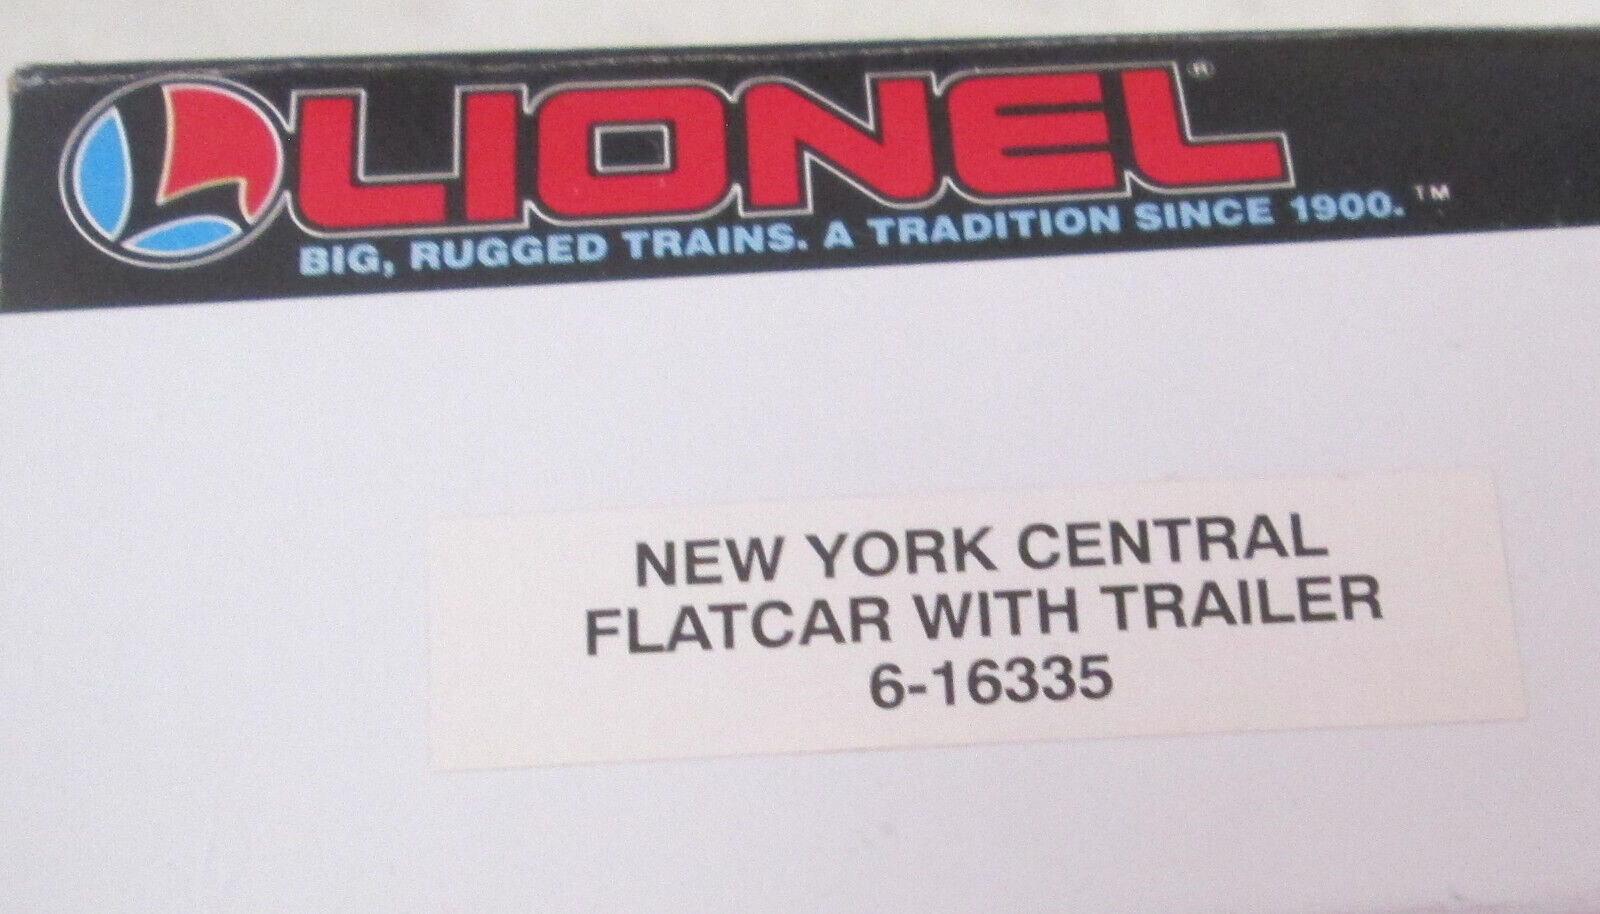 LIONEL®
BIG, RUGGED TRAINS. A TRADITION SINCE 1900.™
NEW YORK CENTRAL
FLATCAR WITH TRAILER
6-16335